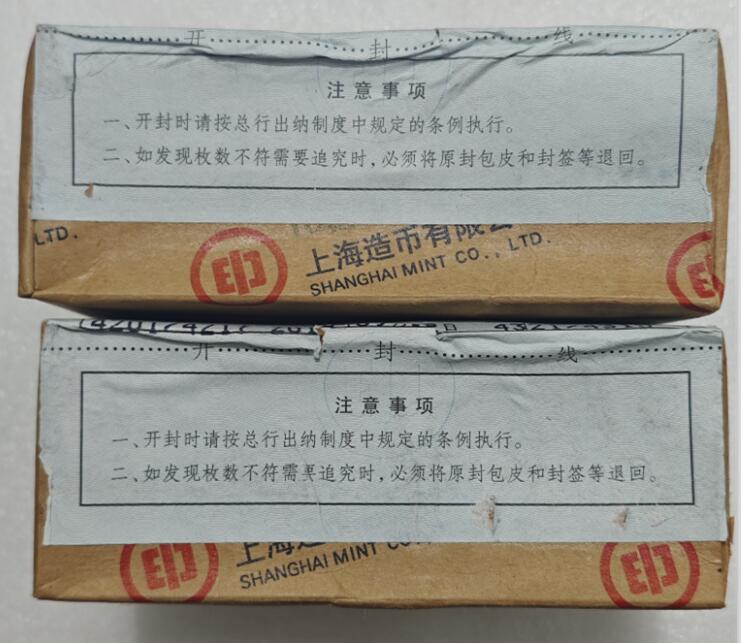 开封线
注意事项
一、开封时请按总行出纳制度中规定的条例执行。
二、如发现枚数不符需要追究时,必须将原封包皮和封签等退回。
LTD.
上海造币有限公
SHANGHAI MINT CO., LTD.
开封线
注意事项
一、开封时请按总行出纳制度中规定的条例执行。
二、如发现枚数不符需要追究时,必须将原封包皮和封签等退回。
上海造
SHANGHAI MINT CO.,